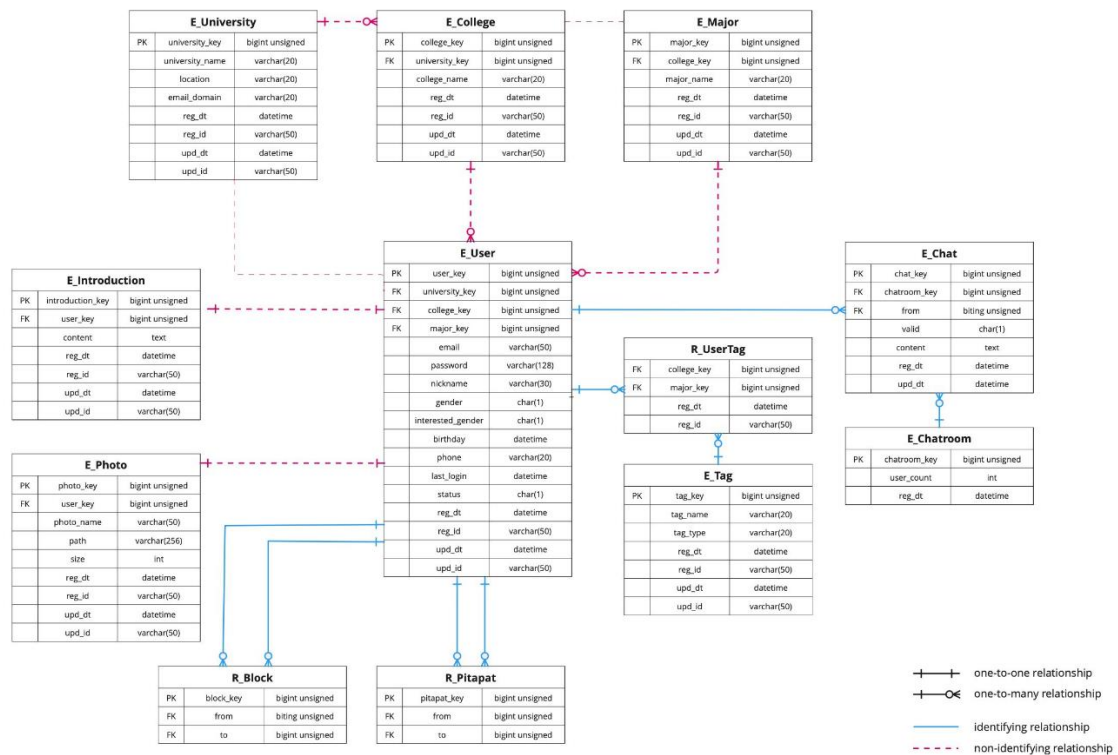 E_University
PK university_key bigint unsigned
university_name varchar(20)
location varchar(20)
email_domain varchar(20)
reg_dt datetime
reg_id varchar(50)
upd_dt datetime
upd_id varchar(50)
E_College
PK college_key bigint unsigned
FK university_key bigint unsigned
college_name varchar(20)
reg_dt datetime
reg_id varchar(50)
upd_dt datetime
upd_id varchar(50)
E_Major
PK major_key bigint unsigned
FK college_key bigint unsigned
major_name varchar(20)
reg_dt datetime
reg_id varchar(50)
upd_dt datetime
upd_id varchar(50)
E_Introduction
PK introduction_key bigint unsigned
FK user_key bigint unsigned
content text
reg_dt datetime
reg_id varchar(50)
upd_dt datetime
upd_id varchar(50)
E_User
PK user_key bigint unsigned
FK university_key bigint unsigned
FK college_key bigint unsigned
FK major_key bigint unsigned
email varchar(50)
password varchar(128)
nickname varchar(30)
gender char(1)
interested_gender char(1)
birthday datetime
phone varchar(20)
last_login datetime
status char(1)
reg_dt datetime
reg_id varchar(50)
upd_dt datetime
upd_id varchar(50)
E_Chat
PK chat_key bigint unsigned
FK chatroom_key bigint unsigned
FK from biting unsigned
valid char(1)
content text
reg_dt datetime
upd_dt datetime
R_UserTag
FK college_key bigint unsigned
FK major_key bigint unsigned
reg_dt datetime
reg_id varchar(50)
E_Chatroom
PK chatroom_key bigint unsigned
user_count int
reg_dt datetime
E_Photo
PK photo_key bigint unsigned
FK user_key bigint unsigned
photo_name varchar(50)
path varchar(256)
size int
reg_dt datetime
reg_id varchar(50)
upd_dt datetime
upd_id varchar(50)
E_Tag
PK tag_key bigint unsigned
tag_name varchar(20)
tag_type varchar(20)
reg_dt datetime
reg_id varchar(50)
upd_dt datetime
upd_id varchar(50)
R_Block
PK block_key bigint unsigned
FK from biting unsigned
FK to bigint unsigned
R_Pitapat
PK pitapat_key bigint unsigned
FK from bigint unsigned
FK to bigint unsigned
one-to-one relationship
one-to-many relationship
identifying relationship
non-identifying relationship